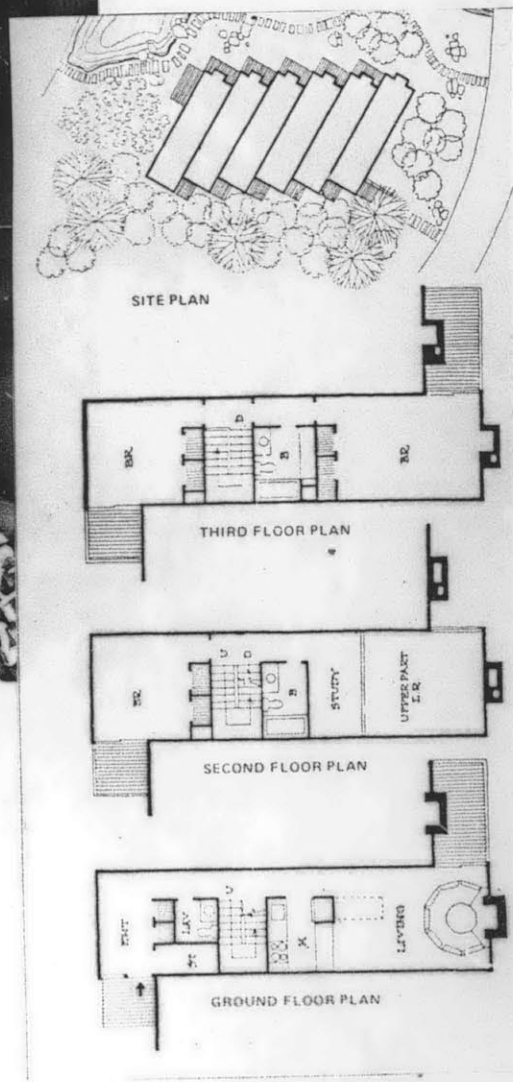 SITE PLAN
BR
D
B
BR
THIRD FLOOR PLAN
BR
U
D
B
STUDY
UPPER PART
L.R.
SECOND FLOOR PLAN
ENT
LAV
ST
U
K
LIVING
GROUND FLOOR PLAN